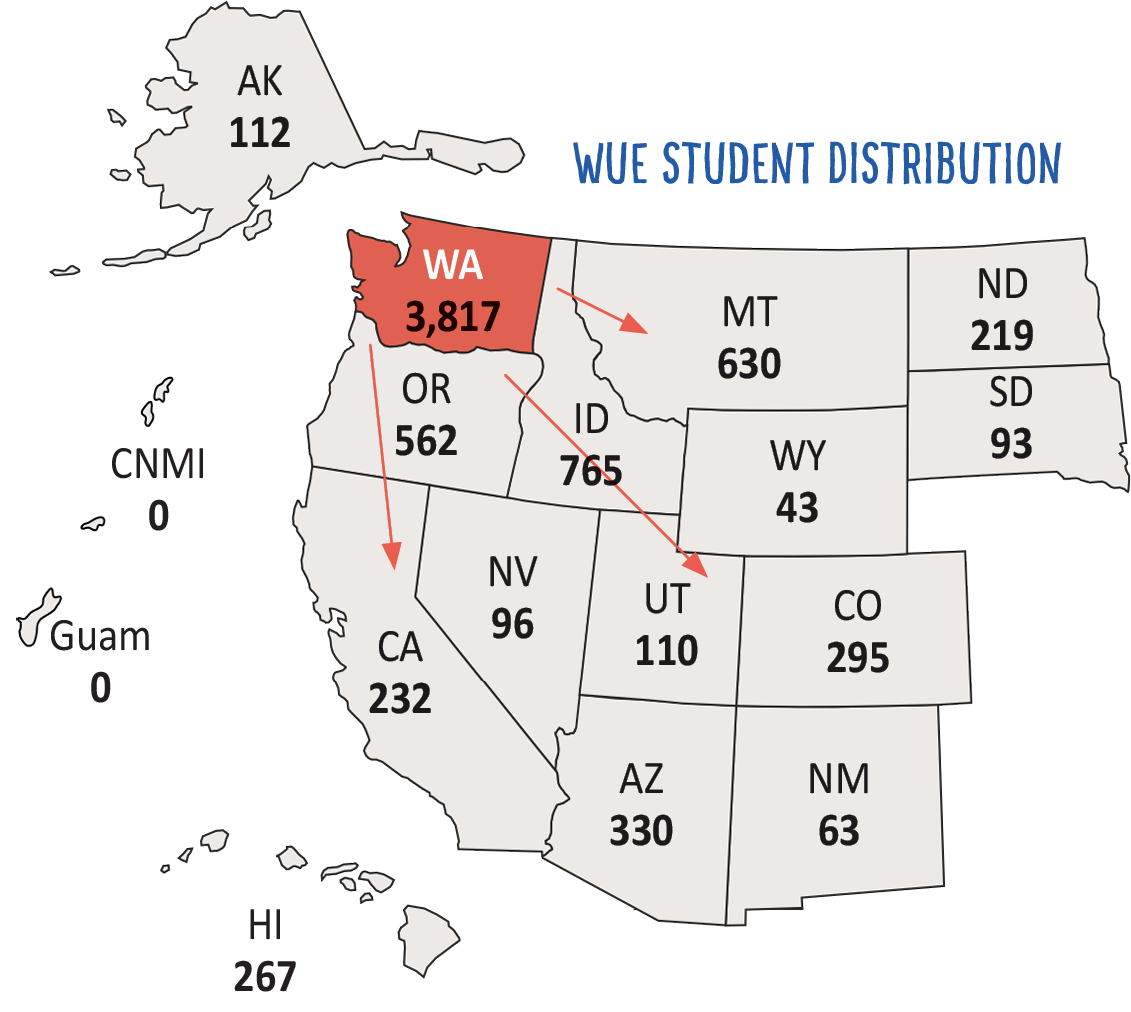 AK
112
WUE STUDENT DISTRIBUTION
WA
3,817
MT
630
ND
219
OR
562
ID
765
SD
93
WY
43
CNMI
0
NV
96
UT
110
CO
295
Guam
0
CA
232
AZ
330
NM
63
HI
267